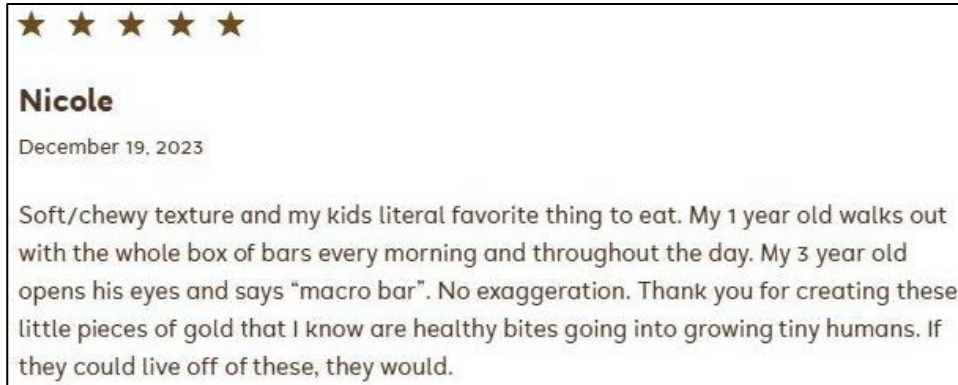 Nicole
December 19, 2023
Soft/chewy texture and my kids literal favorite thing to eat. My 1 year old walks out
with the whole box of bars every morning and throughout the day. My 3 year old
opens his eyes and says “macro bar”. No exaggeration. Thank you for creating these
little pieces of gold that I know are healthy bites going into growing tiny humans. If
they could live off of these, they would.